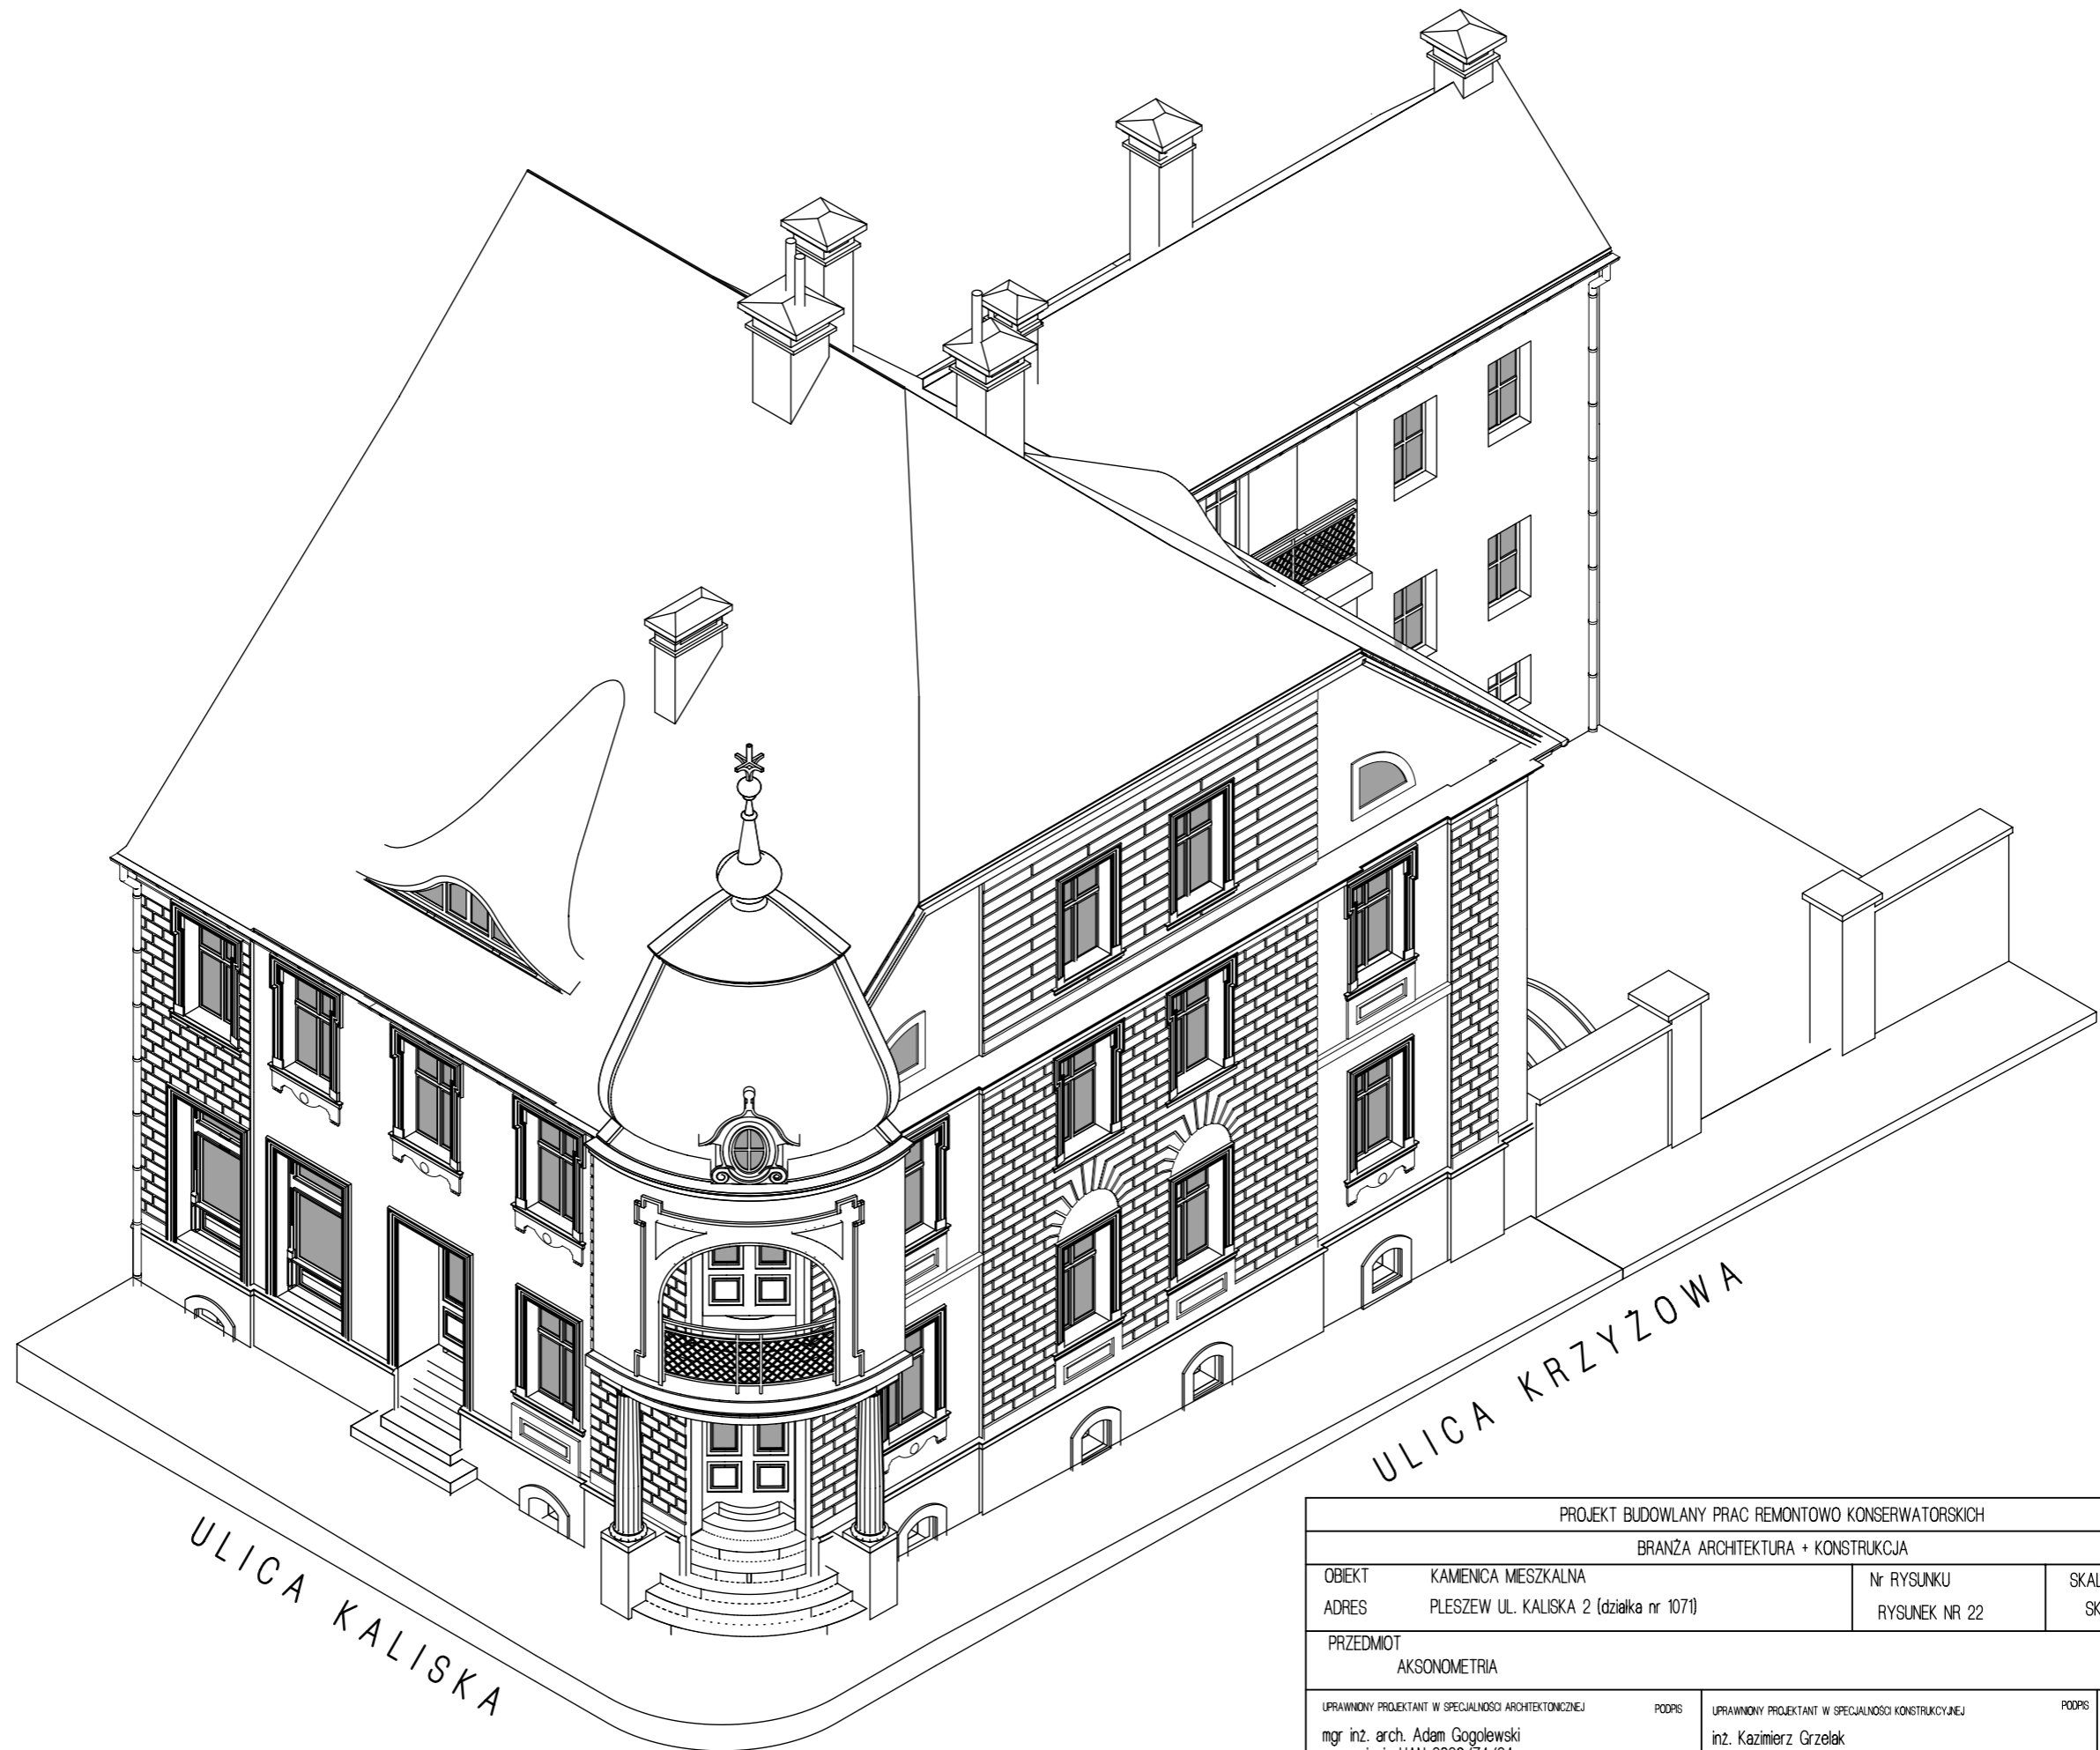 ULICA KALISKA
ULICA KRZYŻOWA
PROJEKT BUDOWLANY PRAC REMONTOWO KONSERWATORSKICH
BRANŻA ARCHITEKTURA + KONSTRUKCJA
OBIEKT KAMIENICA MIESZKALNA
ADRES PLESZEW UL. KALISKA 2 (działka nr 1071)
Nr RYSUNKU
RYSUNEK NR 22
PRZEDMIOT
AKSONOMETRIA
UPRAWNIONY PROJEKTANT W SPECJALNOŚCI ARCHITEKTONICZNEJ PODPIS
mgr inż. arch. Adam Gogolewski
UPRAWNIONY PROJEKTANT W SPECJALNOŚCI KONSTRUKCYJNEJ PODPIS
inż. Kazimierz Grzelak